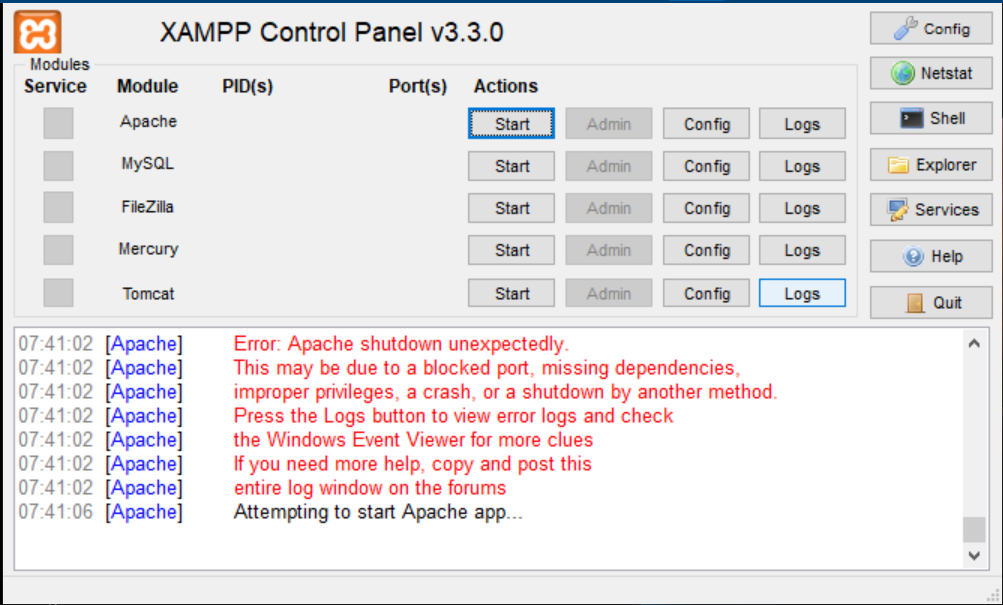 XAMPP Control Panel v3.3.0
Config
Modules
Service Module PID(s) Port(s) Actions
Netstat
Apache Start Admin Config Logs
Shell
MySQL Start Admin Config Logs
Explorer
FileZilla Start Admin Config Logs
Services
Mercury Start Admin Config Logs
Help
Tomcat Start Admin Config Logs
Quit
07:41:02 [Apache] Error: Apache shutdown unexpectedly.
07:41:02 [Apache] This may be due to a blocked port, missing dependencies,
07:41:02 [Apache] improper privileges, a crash, or a shutdown by another method.
07:41:02 [Apache] Press the Logs button to view error logs and check
07:41:02 [Apache] the Windows Event Viewer for more clues
07:41:02 [Apache] If you need more help, copy and post this
07:41:02 [Apache] entire log window on the forums
07:41:06 [Apache] Attempting to start Apache app...